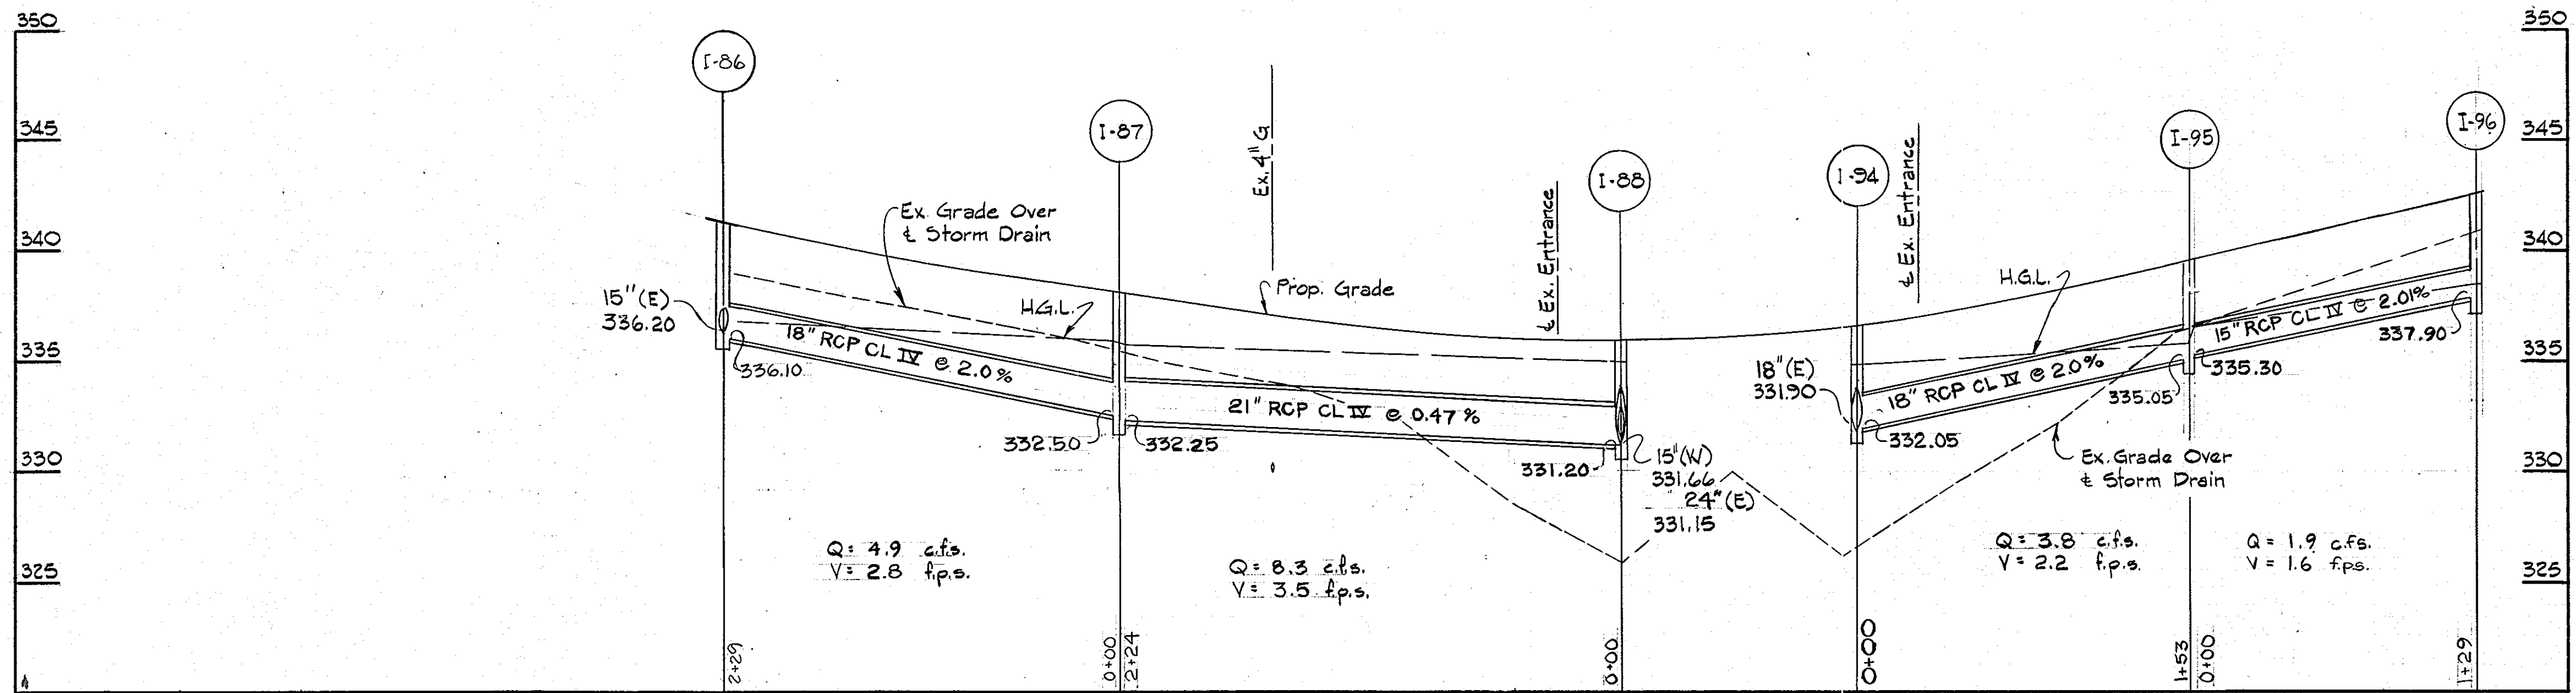 350
350
I-86
345
I-87
Ex. 4" G
I-88
I-94
℄ Ex. Entrance
I-95
I-96
345
340
Ex. Grade Over
℄ Storm Drain
℄ Ex. Entrance
340
15" (E)
336.20
H.G.L.
Prop. Grade
H.G.L.
335
18" RCP CL IV @ 2.0%
336.10
21" RCP CL IV @ 0.47%
18" (E)
331.90
18" RCP CL IV @ 2.0%
15" RCP CL IV @ 2.01%
337.90
335.30
335
335.05
330
332.50
332.25
331.20
15" (W)
331.66
24" (E)
331.15
332.05
Ex. Grade Over
℄ Storm Drain
330
325
Q = 4.9 c.f.s.
V = 2.8 f.p.s.
Q = 8.3 c.f.s.
V = 3.5 f.p.s.
Q = 3.8 c.f.s.
V = 2.2 f.p.s.
Q = 1.9 c.f.s.
V = 1.6 f.p.s.
325
2+29
0+00
2+24
0+00
0+00
1+53
0+00
1+29